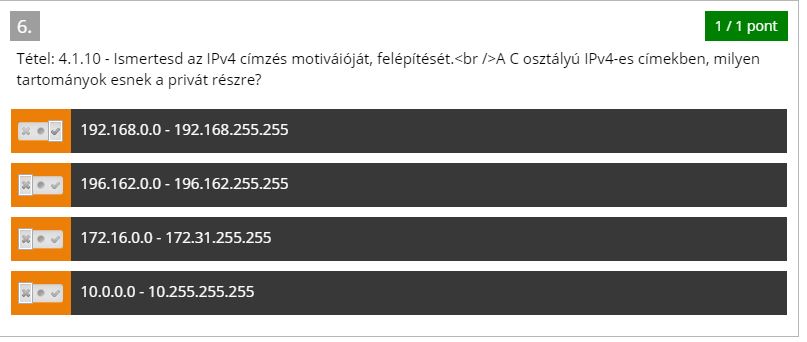 6.
1 / 1 pont
Tétel: 4.1.10 - Ismertesd az IPv4 címzés motiváióját, felépítését.<br />A C osztályú IPv4-es címekben, milyen
tartományok esnek a privát részre?
192.168.0.0 - 192.168.255.255
196.162.0.0 - 196.162.255.255
172.16.0.0 - 172.31.255.255
10.0.0.0 - 10.255.255.255